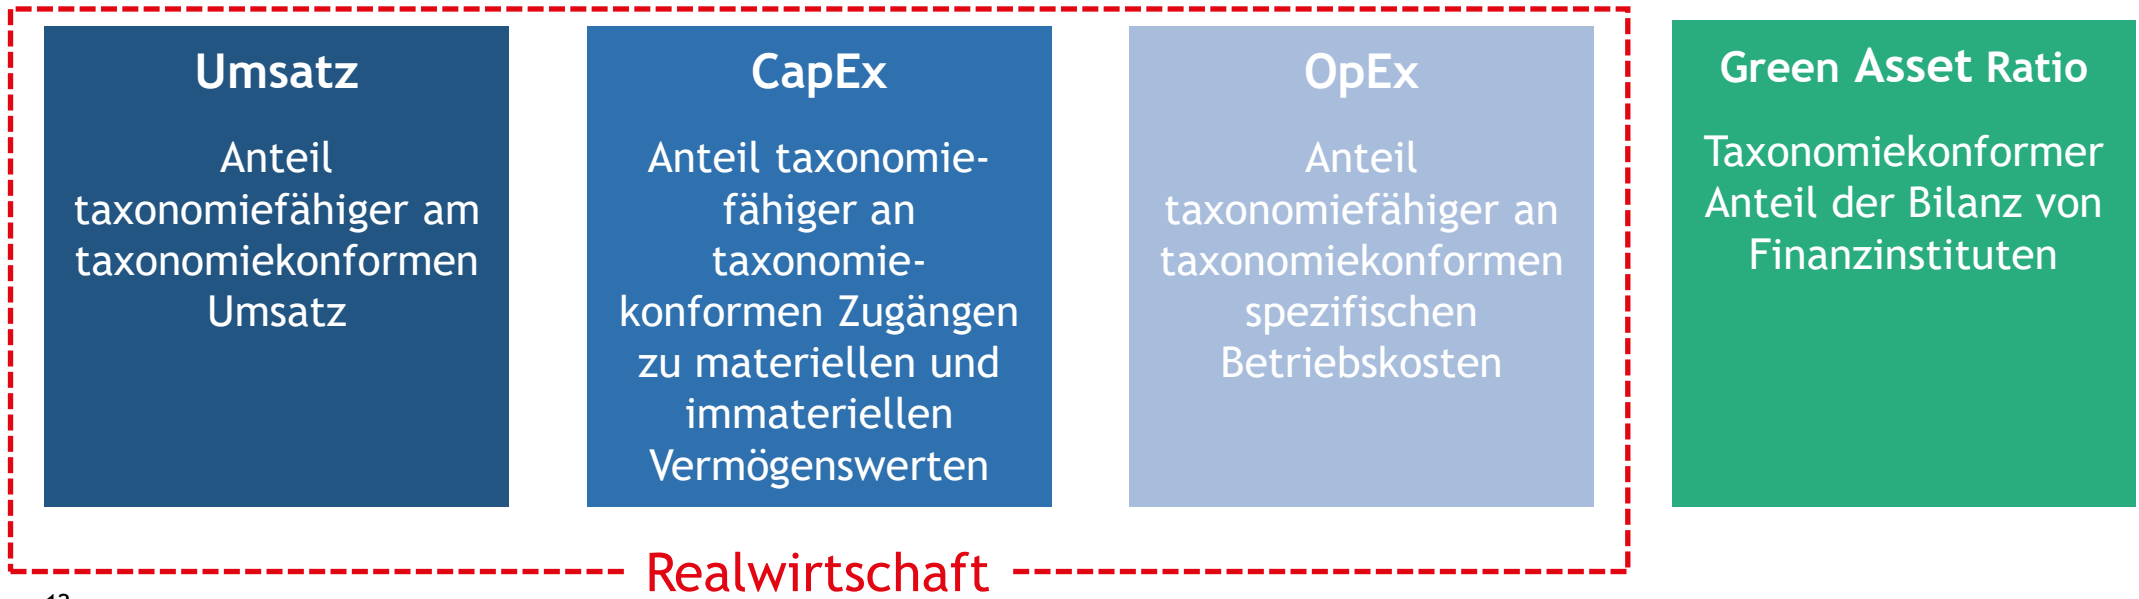 Umsatz
Anteil
taxonomiefähiger am
taxonomiekonformen
Umsatz
CapEx
Anteil taxonomie-
fähiger an
taxonomie-
konformen Zugängen
zu materiellen und
immateriellen
Vermögenswerten
OpEx
Anteil
taxonomiefähiger an
taxonomiekonformen
spezifischen
Betriebskosten
Green Asset Ratio
Taxonomiekonformer
Anteil der Bilanz von
Finanzinstituten
Realwirtschaft